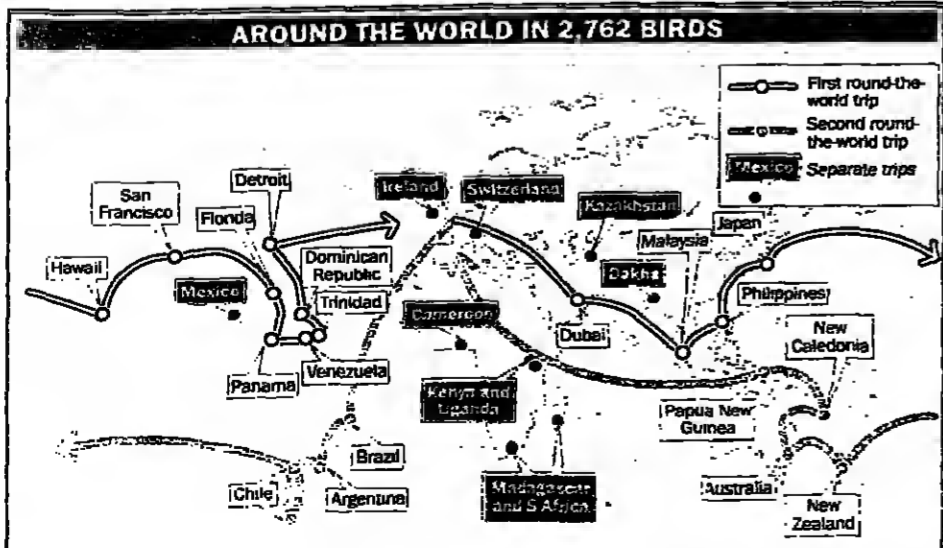 AROUND THE WORLD IN 2,762 BIRDS
First round-the-
world trip
Second round-
the-world trip
Mexico
Separate trips
San
Francisco
Detroit
Ireland
Switzerland
Kazakhstan
Japan
Florida
Malaysia
Hawaii
Mexico
Dominican
Republic
Trinidad
Dakha
Philippines
Cameroon
Dubai
New
Caledonia
Panama
Venezuela
Kenya and
Uganda
Papua New
Guinea
Brazil
Chile
Argentina
Madagascar
and S Africa
Australia
New
Zealand